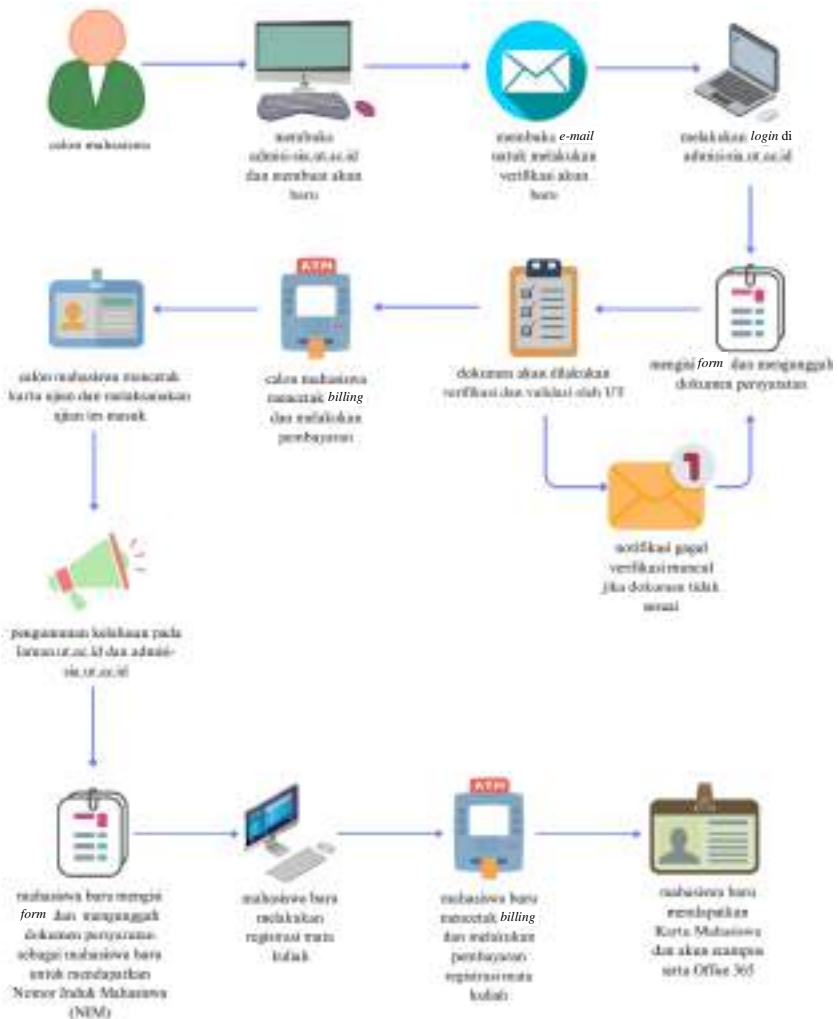 calon mahasiswa
membuka
admisi-sia.ut.ac.id
dan membuat akun
baru
membuka e-mail
untuk melakukan
verifikasi akun
baru
melakukan login di
admisi-sia.ut.ac.id
ATM
calon mahasiswa mencetak
kartu ujian dan melaksanakan
ujian tes masuk
calon mahasiswa
mencetak billing
dan melakukan
pembayaran
dokumen akan dilakukan
verifikasi dan validasi oleh UT
mengisi form dan mengunggah
dokumen persyaratan
1
notifikasi gagal
verifikasi muncul
jika dokumen tidak
sesuai
pengumuman kelulusan pada
laman ut.ac.id dan admisi-
sia.ut.ac.id
ATM
mahasiswa baru mengisi
form dan mengunggah
dokumen persyaratan
sebagai mahasiswa baru
untuk mendapatkan
Nomor Induk Mahasiswa
(NIM)
mahasiswa baru
melakukan
registrasi mata
kuliah
mahasiswa baru
mencetak billing
dan melakukan
pembayaran
registrasi mata
kuliah
mahasiswa baru
mendapatkan
Kartu Mahasiswa
dan akun ecampus
serta Office 365